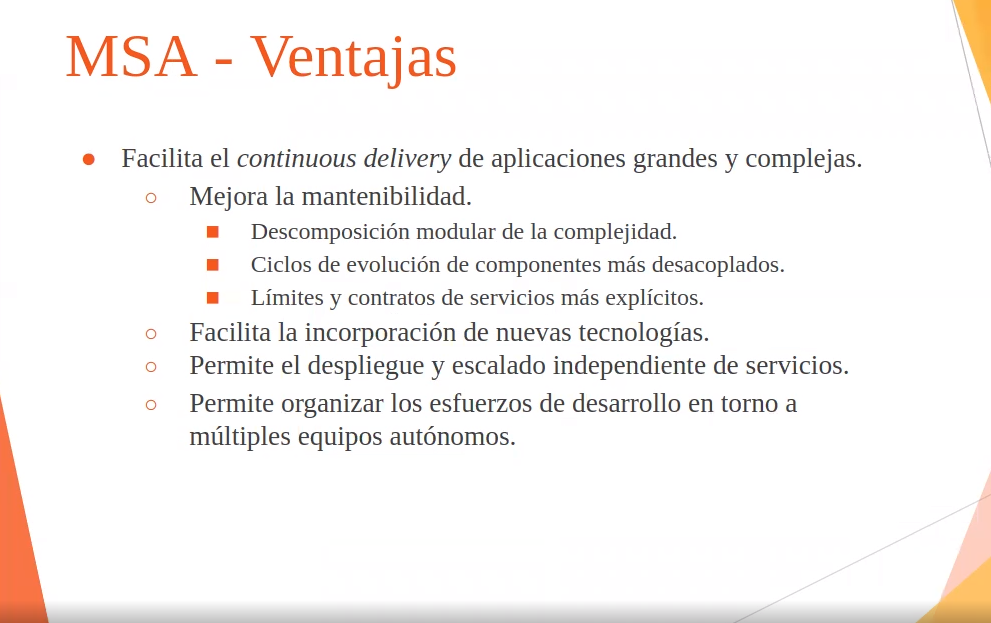 MSA - Ventajas
Facilita el continuous delivery de aplicaciones grandes y complejas.
Mejora la mantenibilidad.
Descomposición modular de la complejidad.
Ciclos de evolución de componentes más desacoplados.
Límites y contratos de servicios más explícitos.
Facilita la incorporación de nuevas tecnologías.
Permite el despliegue y escalado independiente de servicios.
Permite organizar los esfuerzos de desarrollo en torno a
múltiples equipos autónomos.